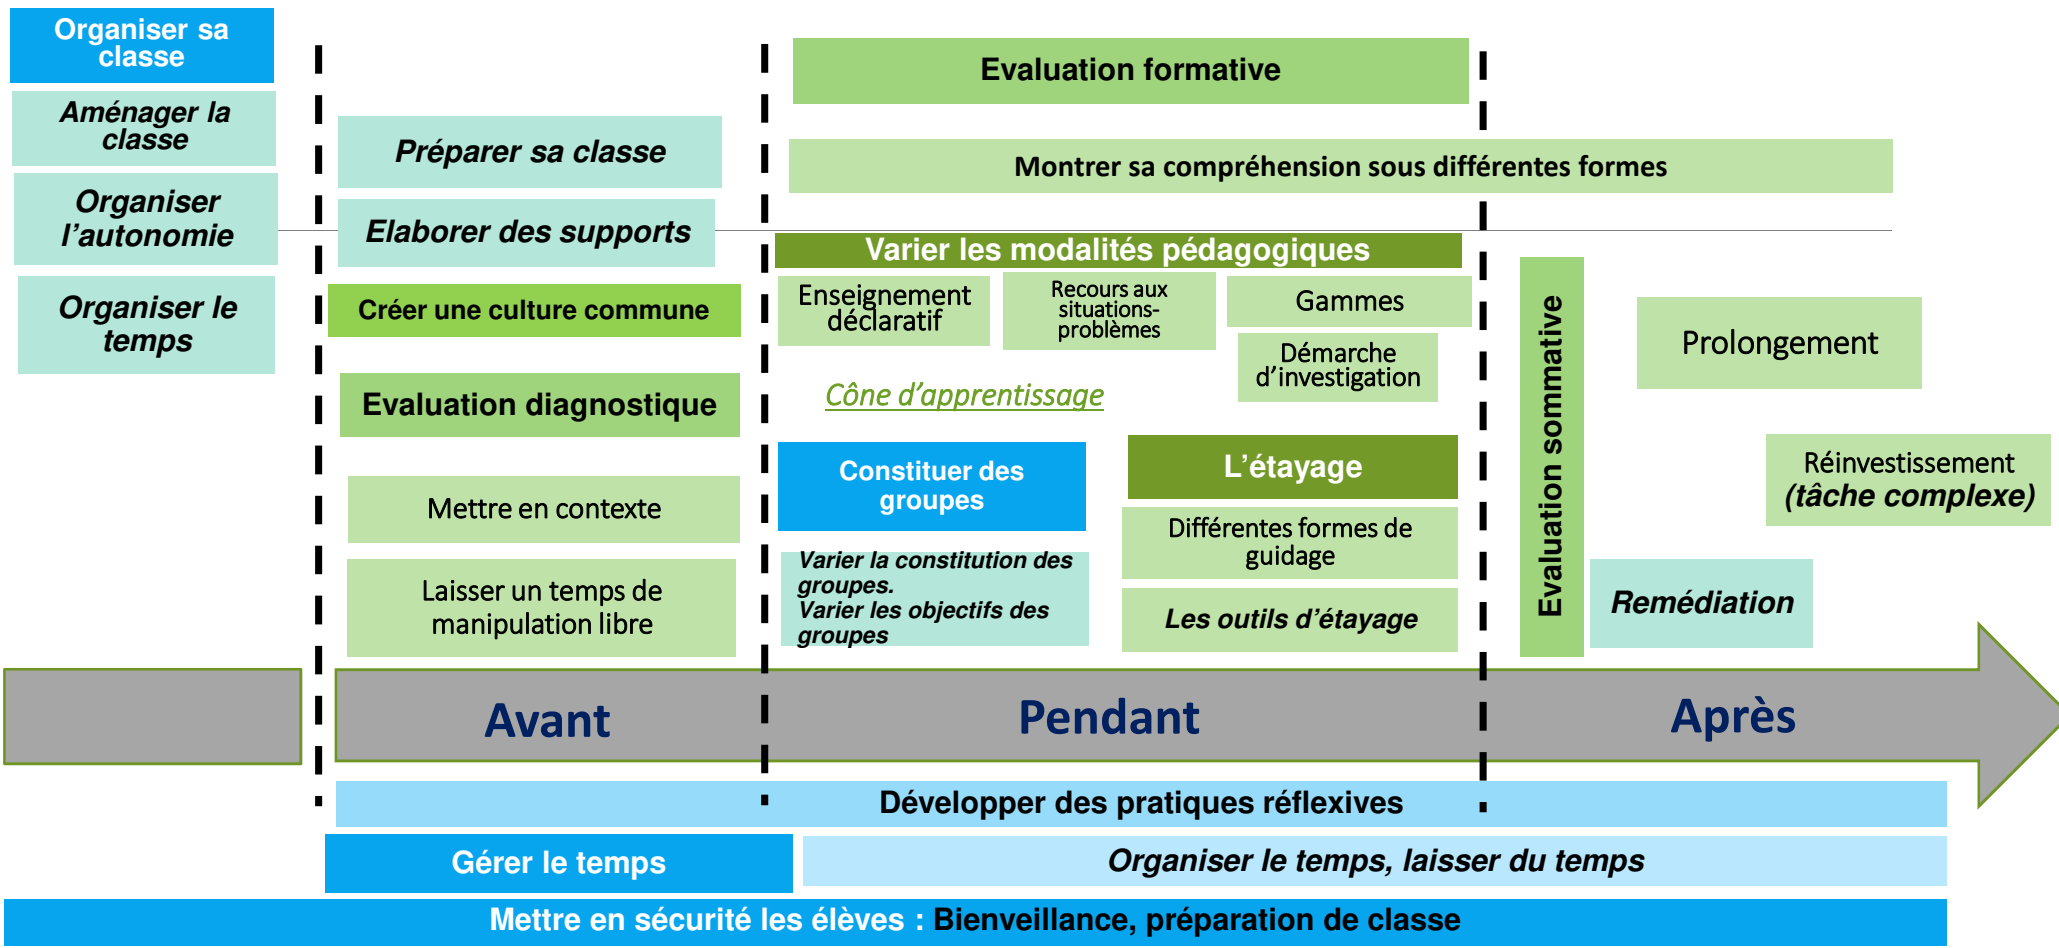 Organiser sa
classe
Aménager la
classe
Organiser
l’autonomie
Organiser le
temps
Préparer sa classe
Elaborer des supports
Créer une culture commune
Evaluation diagnostique
Mettre en contexte
Laisser un temps de
manipulation libre
Evaluation formative
Montrer sa compréhension sous différentes formes
Varier les modalités pédagogiques
Enseignement
déclaratif
Recours aux
situations-
problèmes
Gammes
Démarche
d’investigation
Cône d’apprentissage
Constituer des
groupes
Varier la constitution des
groupes.
Varier les objectifs des
groupes
L’étayage
Différentes formes de
guidage
Les outils d’étayage
Evaluation sommative
Prolongement
Réinvestissement
(tâche complexe)
Remédiation
Avant
Pendant
Après
Développer des pratiques réflexives
Gérer le temps
Organiser le temps, laisser du temps
Mettre en sécurité les élèves : Bienveillance, préparation de classe